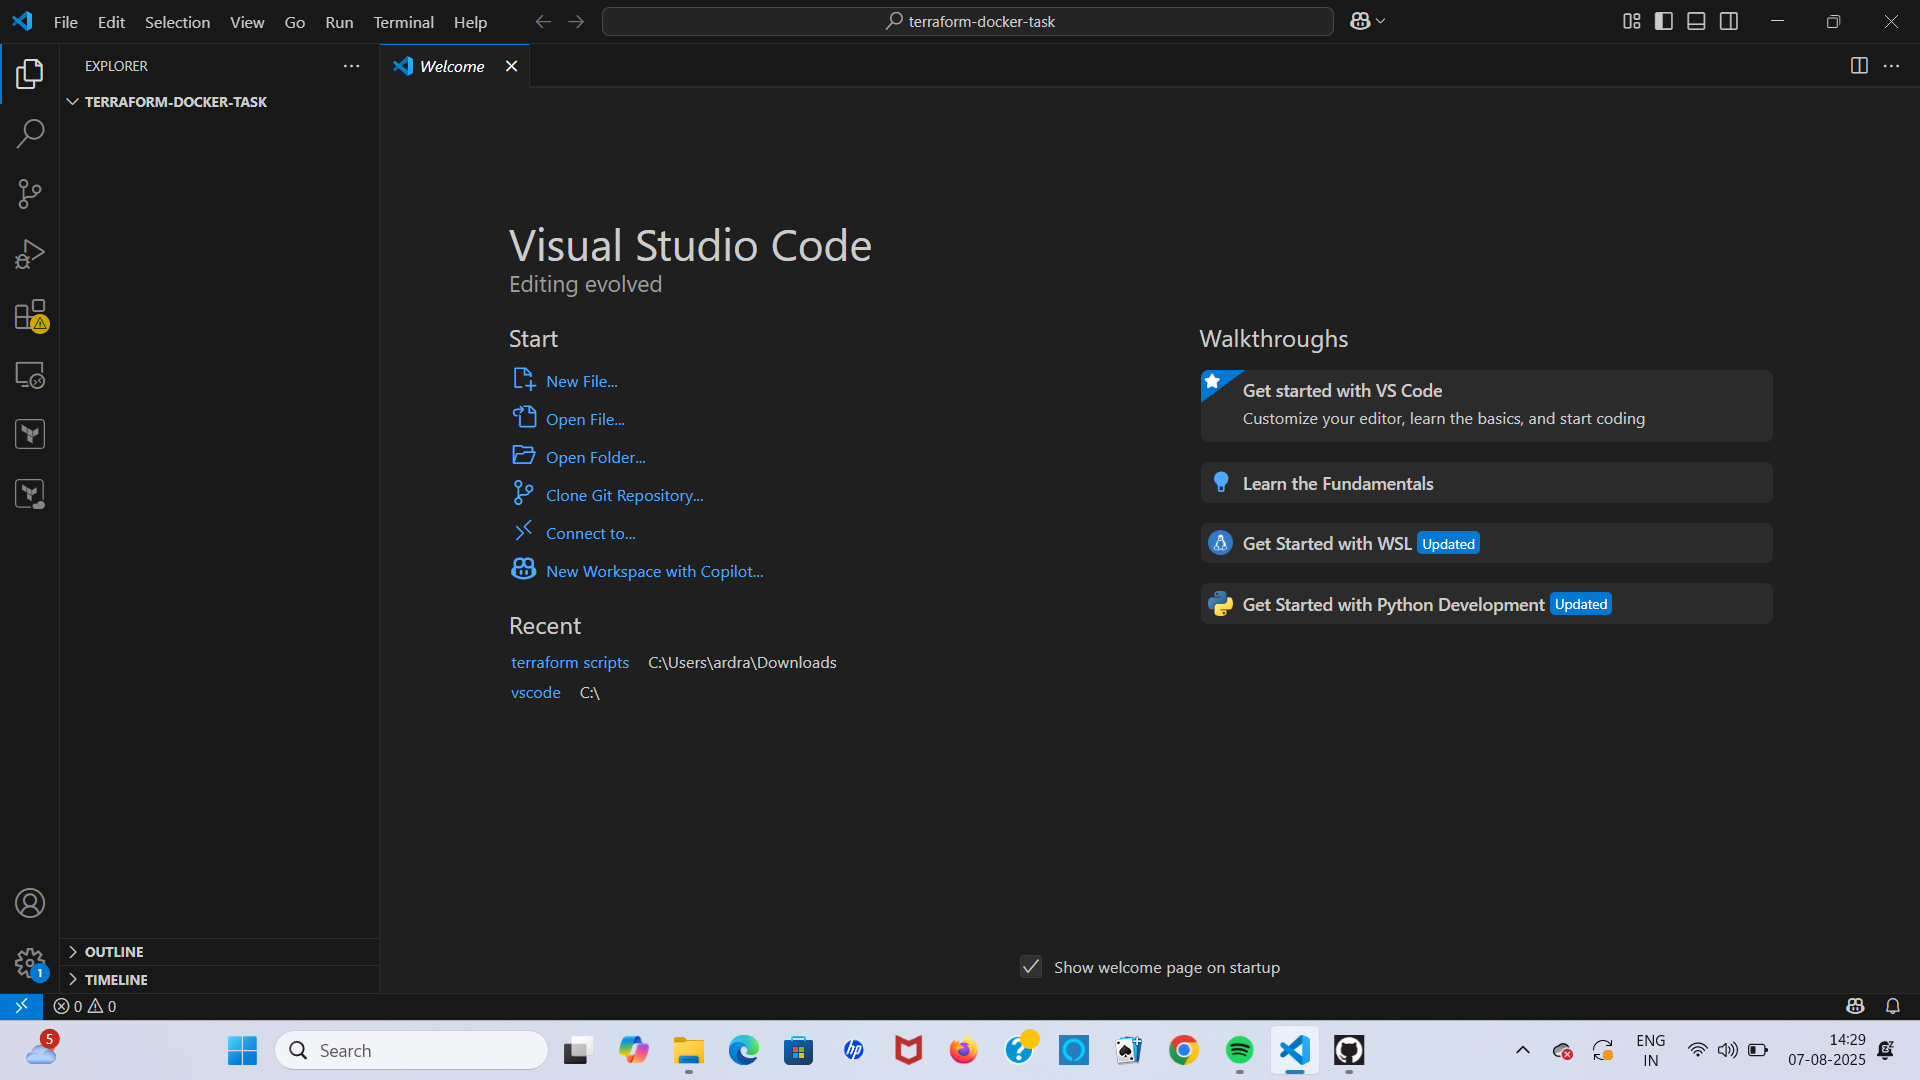 File Edit Selection View Go Run Terminal Help
terraform-docker-task
EXPLORER
Welcome
TERRAFORM-DOCKER-TASK
Visual Studio Code
Editing evolved
Start
New File...
Open File...
Open Folder...
Clone Git Repository...
Connect to...
New Workspace with Copilot...
Recent
terraform scripts C:\Users\ardra\Downloads
vscode C:\
Walkthroughs
Get started with VS Code
Customize your editor, learn the basics, and start coding
Learn the Fundamentals
Get Started with WSL Updated
Get Started with Python Development Updated
Show welcome page on startup
OUTLINE
TIMELINE
1
0 0
5
Search
hp
ENG
IN
14:29
07-08-2025